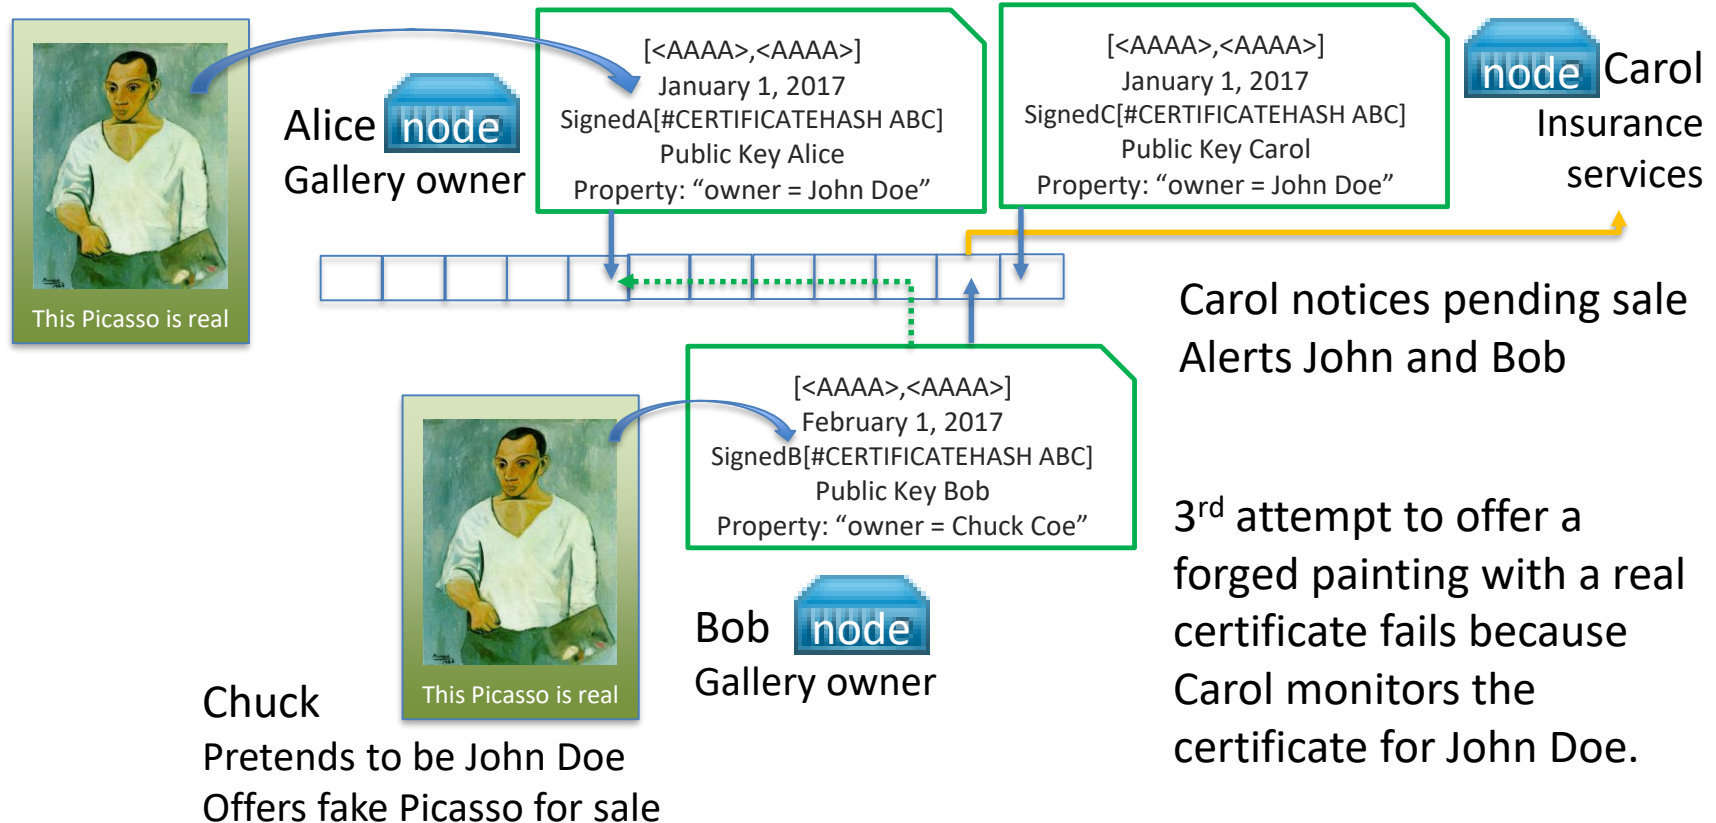 This Picasso is real
Alice node
Gallery owner
[<AAAA>,<AAAA>]
January 1, 2017
SignedA[#CERTIFICATEHASH ABC]
Public Key Alice
Property: “owner = John Doe”
[<AAAA>,<AAAA>]
January 1, 2017
SignedC[#CERTIFICATEHASH ABC]
Public Key Carol
Property: “owner = John Doe”
node Carol
Insurance
services
Carol notices pending sale
Alerts John and Bob
[<AAAA>,<AAAA>]
February 1, 2017
SignedB[#CERTIFICATEHASH ABC]
Public Key Bob
Property: “owner = Chuck Coe”
This Picasso is real
Bob node
Gallery owner
Chuck
Pretends to be John Doe
Offers fake Picasso for sale
3rd attempt to offer a
forged painting with a real
certificate fails because
Carol monitors the
certificate for John Doe.